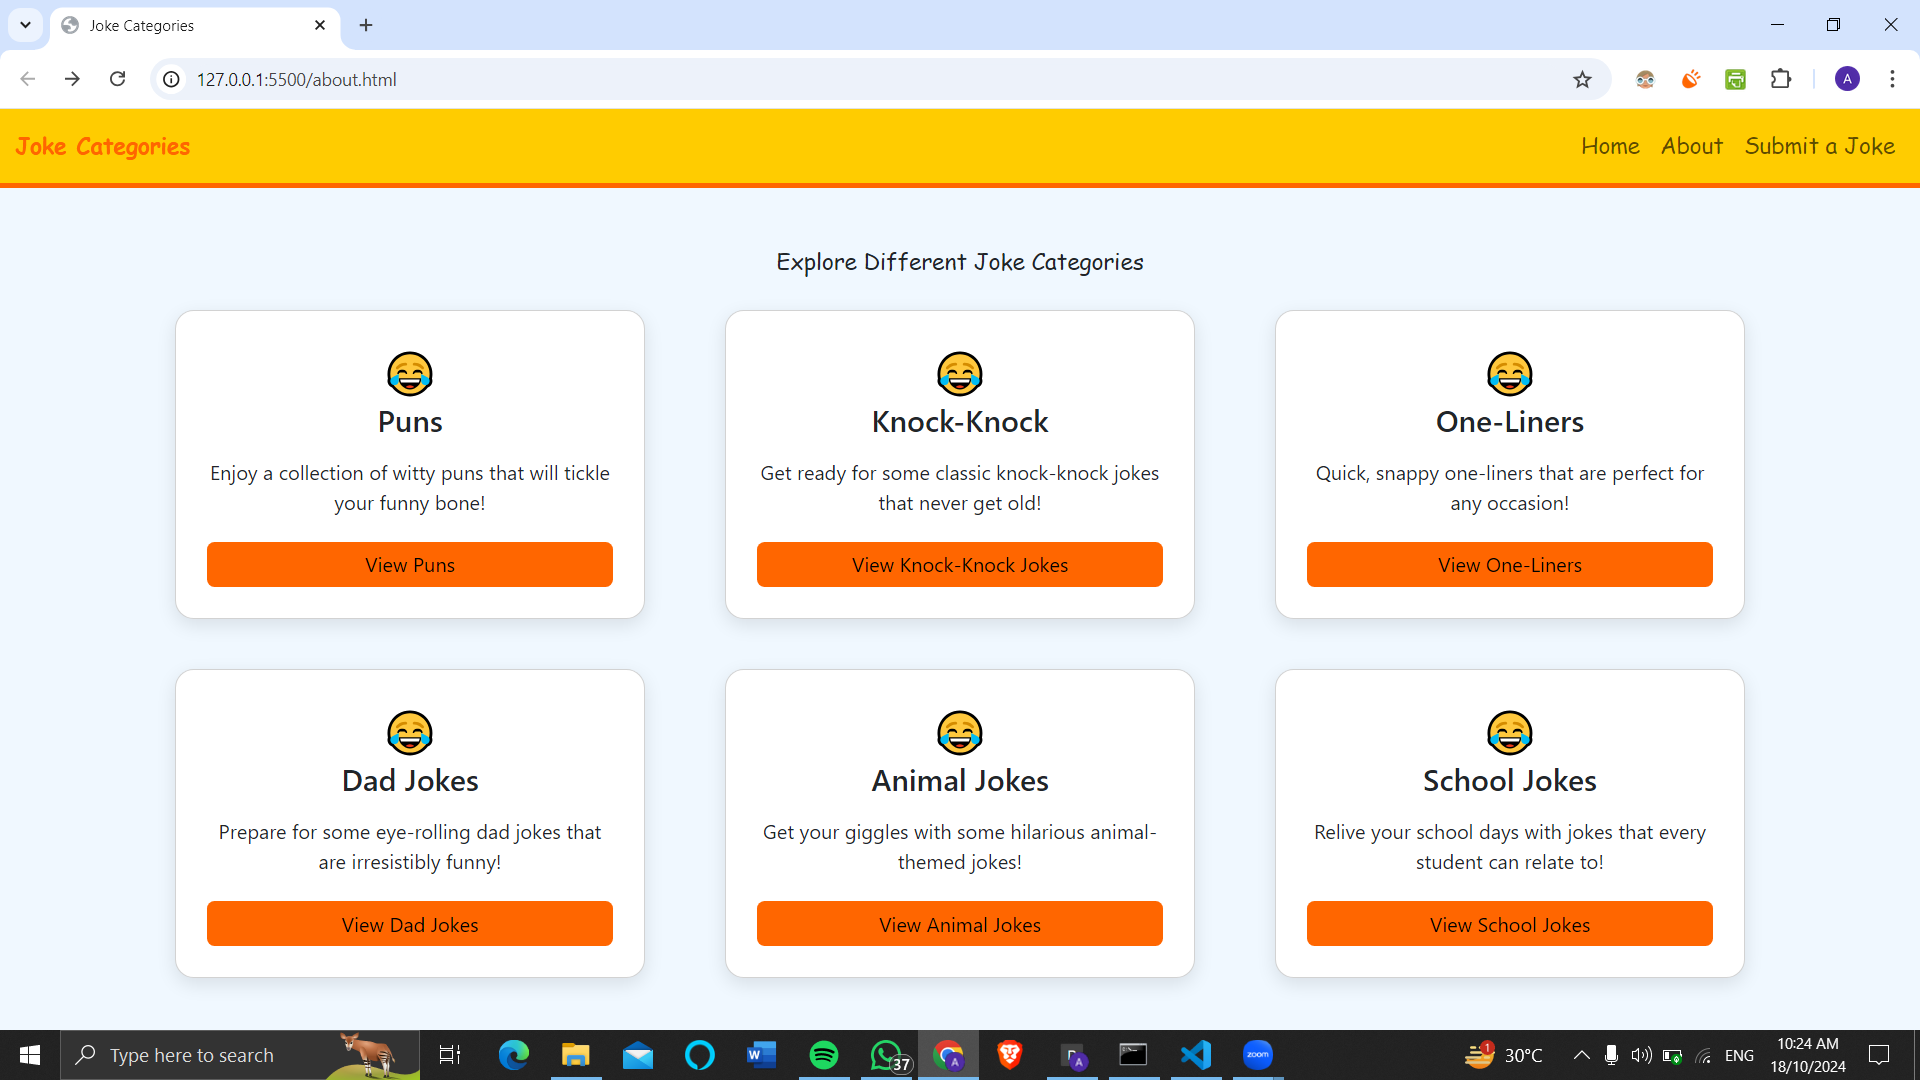 Joke Categories
127.0.0.1:5500/about.html
A
Joke Categories
Home About Submit a Joke
Explore Different Joke Categories
Puns
Enjoy a collection of witty puns that will tickle
your funny bone!
View Puns
Knock-Knock
Get ready for some classic knock-knock jokes
that never get old!
View Knock-Knock Jokes
One-Liners
Quick, snappy one-liners that are perfect for
any occasion!
View One-Liners
Dad Jokes
Prepare for some eye-rolling dad jokes that
are irresistibly funny!
View Dad Jokes
Animal Jokes
Get your giggles with some hilarious animal-
themed jokes!
View Animal Jokes
School Jokes
Relive your school days with jokes that every
student can relate to!
View School Jokes
Type here to search
W
37
A
A
zoom
1
30°C
ENG
10:24 AM
18/10/2024